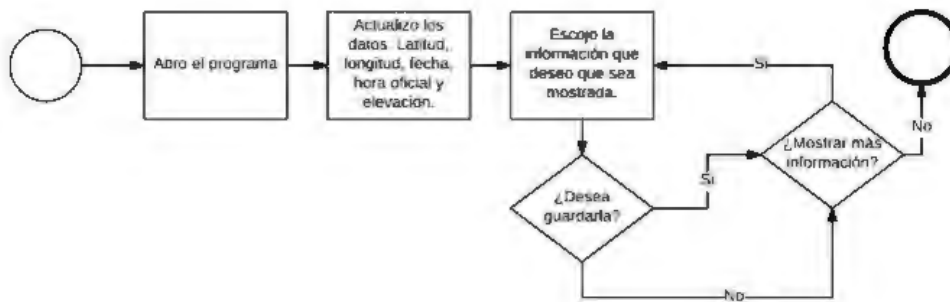 Abro el programa
Actualizo los
datos. Latitud,
longitud, fecha,
hora oficial y
elevación.
Escojo la
información que
deseo que sea
mostrada.
Si
¿Mostrar más
información?
No
Si
¿Desea
guardarla?
No